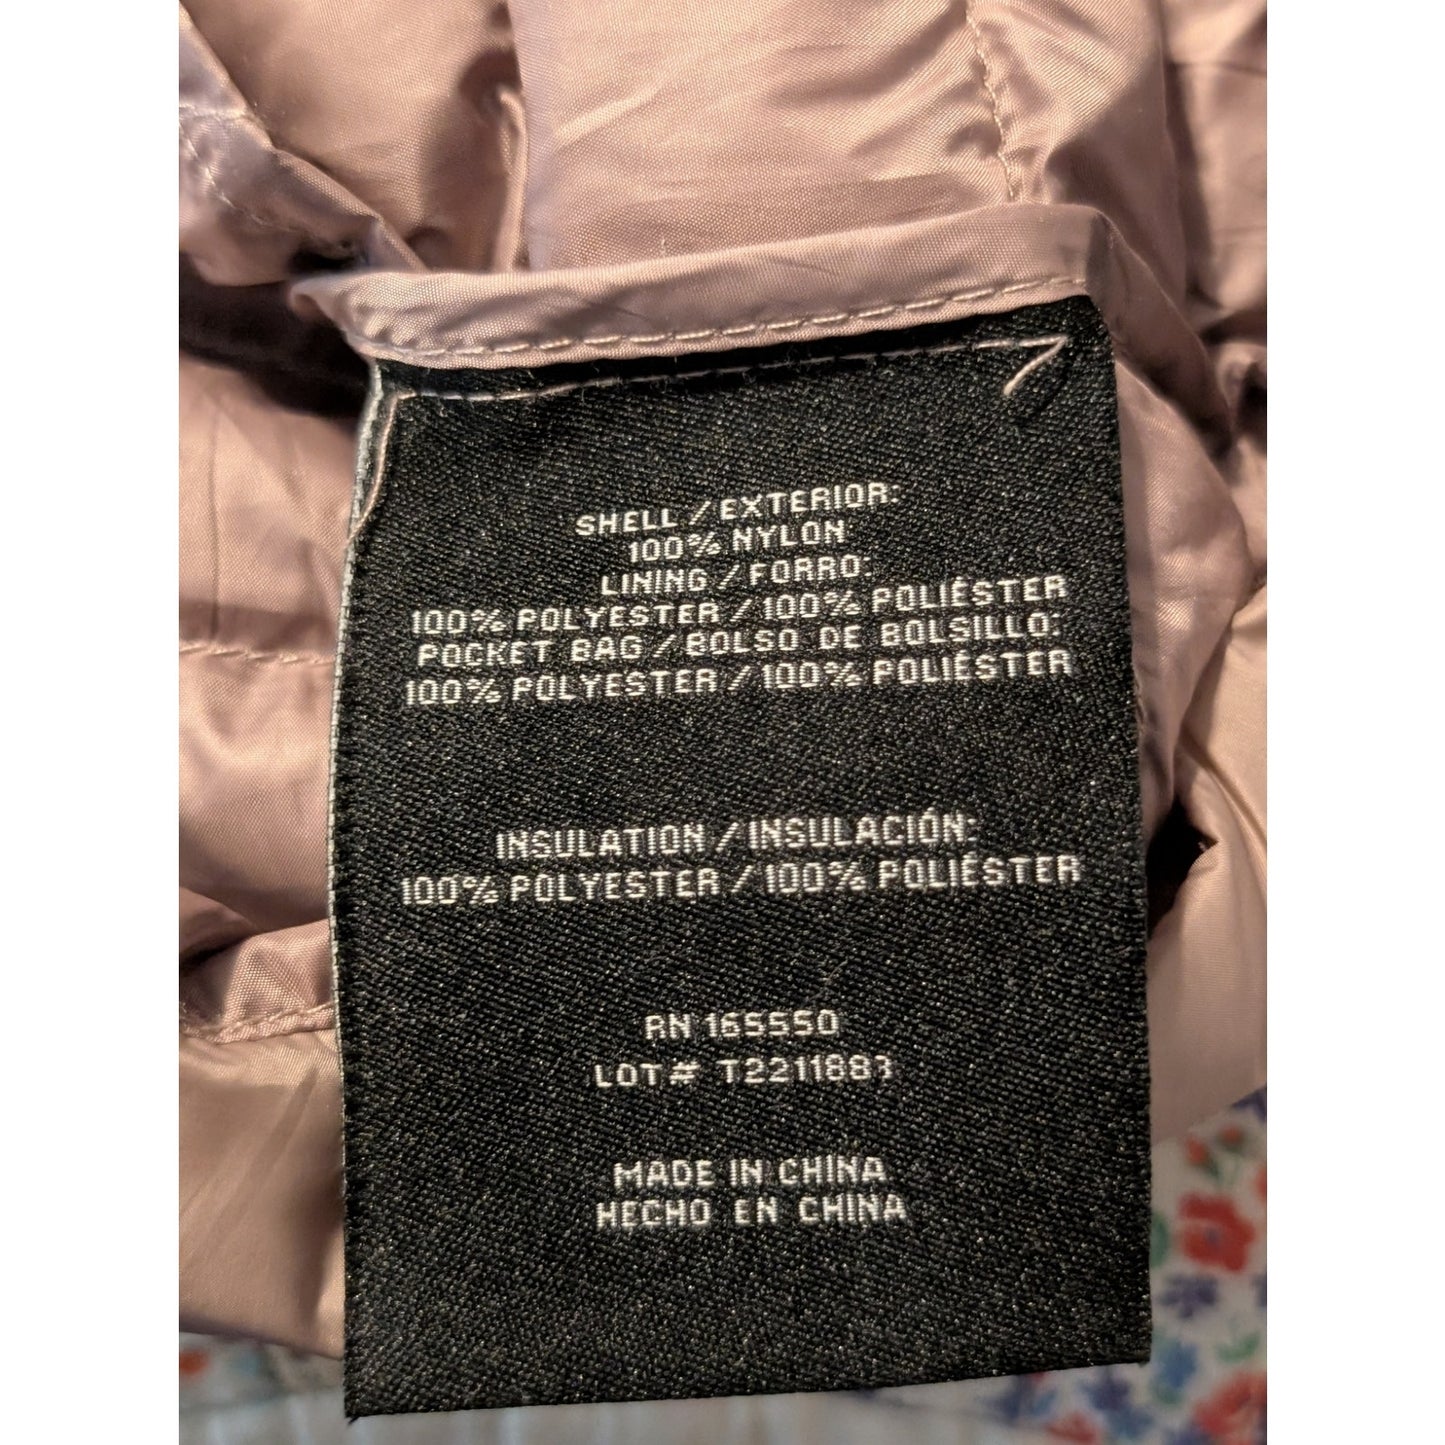 SHELL / EXTERIOR:
100% NYLON
LINING / FORRO:
100% POLYESTER / 100% POLIÉSTER
POCKET BAG / BOLSO DE BOLSILLO:
100% POLYESTER / 100% POLIÉSTER
INSULATION / INSULACIÓN:
100% POLYESTER / 100% POLIÉSTER
RN 165550
LOT # T2211883
MADE IN CHINA
HECHO EN CHINA